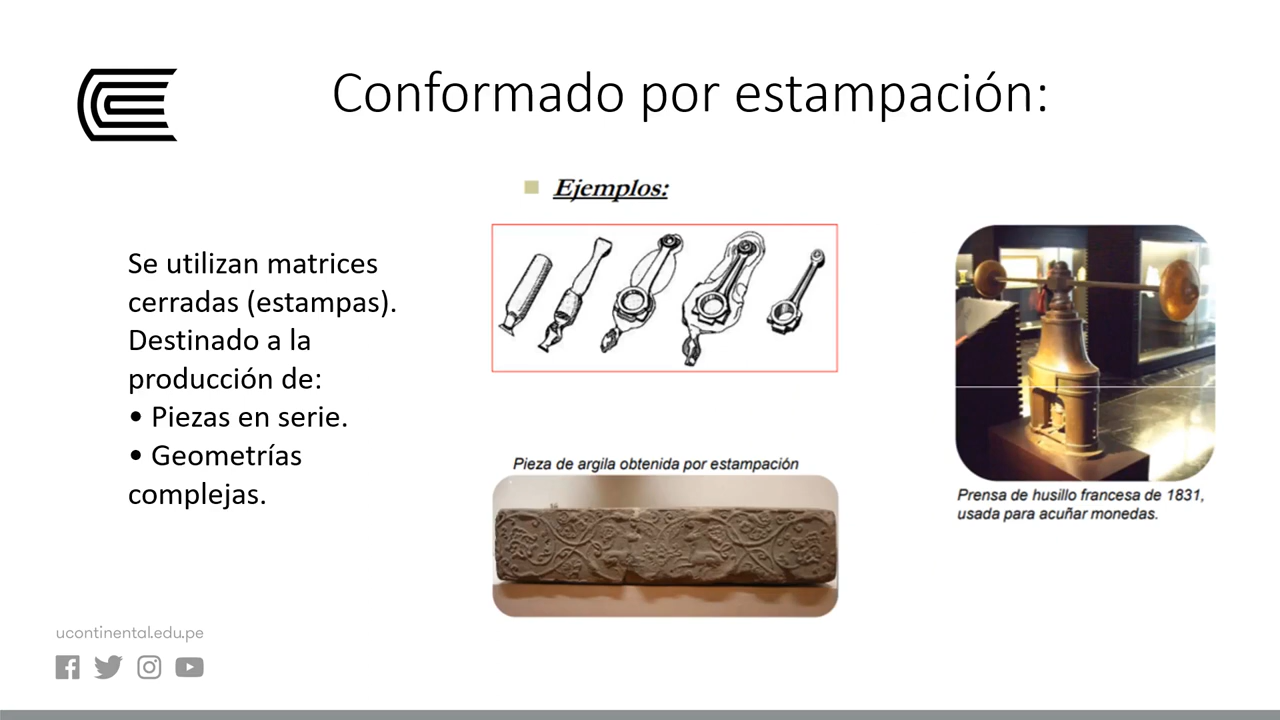 Conformado por estampación:
Ejemplos:
Se utilizan matrices
cerradas (estampas).
Destinado a la
producción de:
• Piezas en serie.
• Geometrías
complejas.
Pieza de argila obtenida por estampación
Prensa de husillo francesa de 1831,
usada para acuñar monedas.
ucontinental.edu.pe